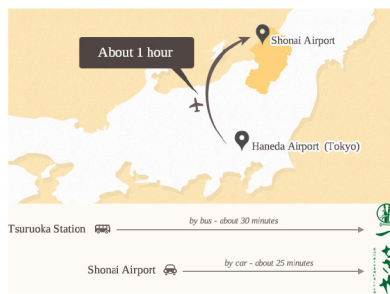 Shonai Airport
About 1 hour
Haneda Airport (Tokyo)
by bus - about 30 minutes
Tsuruoka Station
by car - about 25 minutes
Shonai Airport